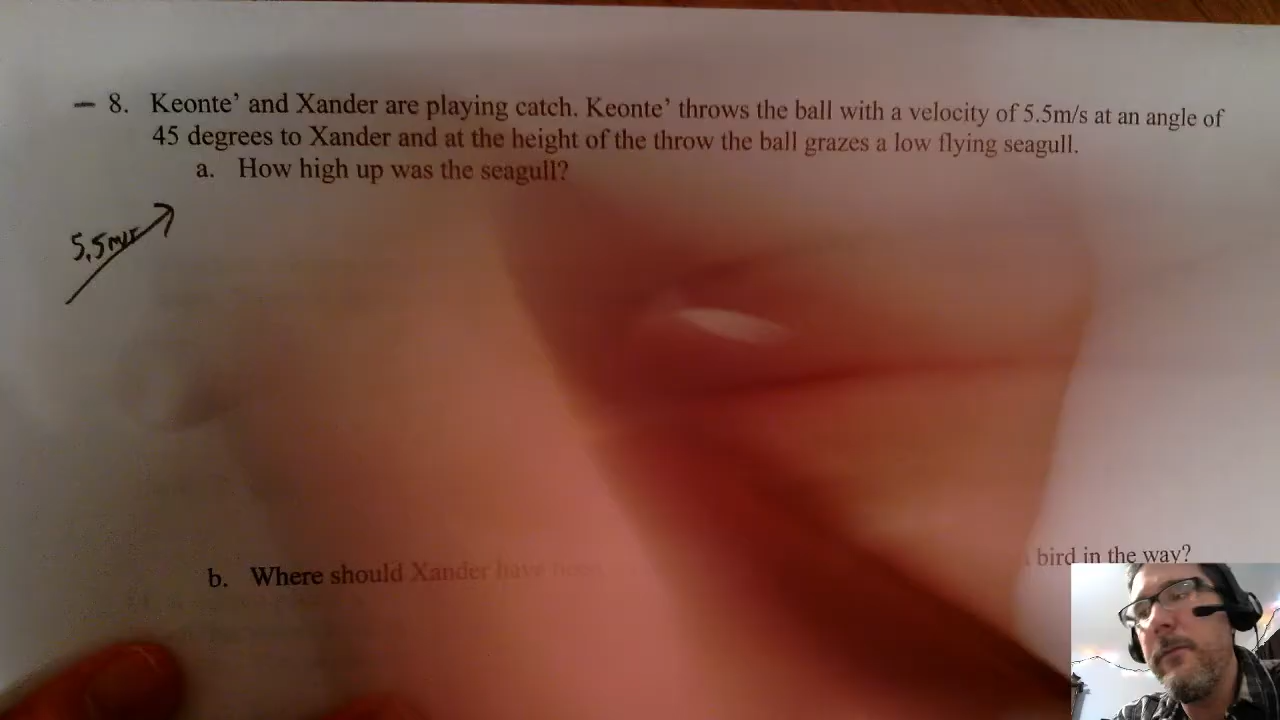 8. Keonte' and Xander are playing catch. Keonte' throws the ball with a velocity of 5.5m/s at an angle of
45 degrees to Xander and at the height of the throw the ball grazes a low flying seagull.
a. How high up was the seagull?
5.5m/s
b. Where should Xander have bird in the way?